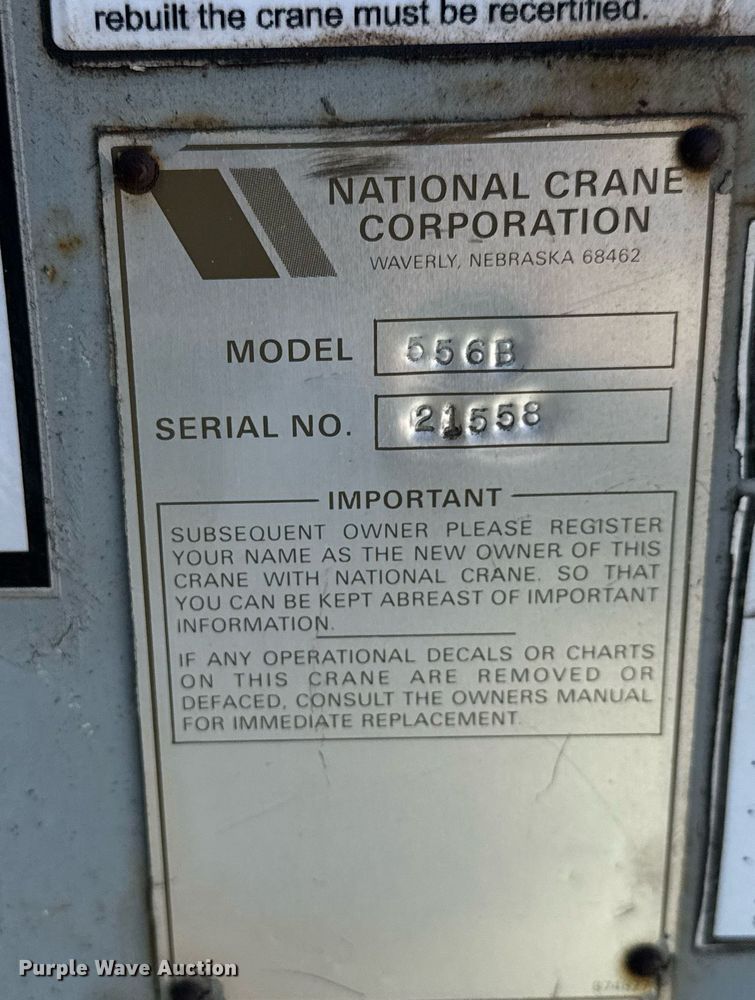 rebuilt the crane must be recertified.
NATIONAL CRANE
CORPORATION
WAVERLY, NEBRASKA 68462
MODEL 556B
SERIAL NO. 21558
IMPORTANT
SUBSEQUENT OWNER PLEASE REGISTER
YOUR NAME AS THE NEW OWNER OF THIS
CRANE WITH NATIONAL CRANE. SO THAT
YOU CAN BE KEPT ABREAST OF IMPORTANT
INFORMATION.
IF ANY OPERATIONAL DECALS OR CHARTS
ON THIS CRANE ARE REMOVED OR
DEFACED, CONSULT THE OWNERS MANUAL
FOR IMMEDIATE REPLACEMENT.
Purple Wave Auction